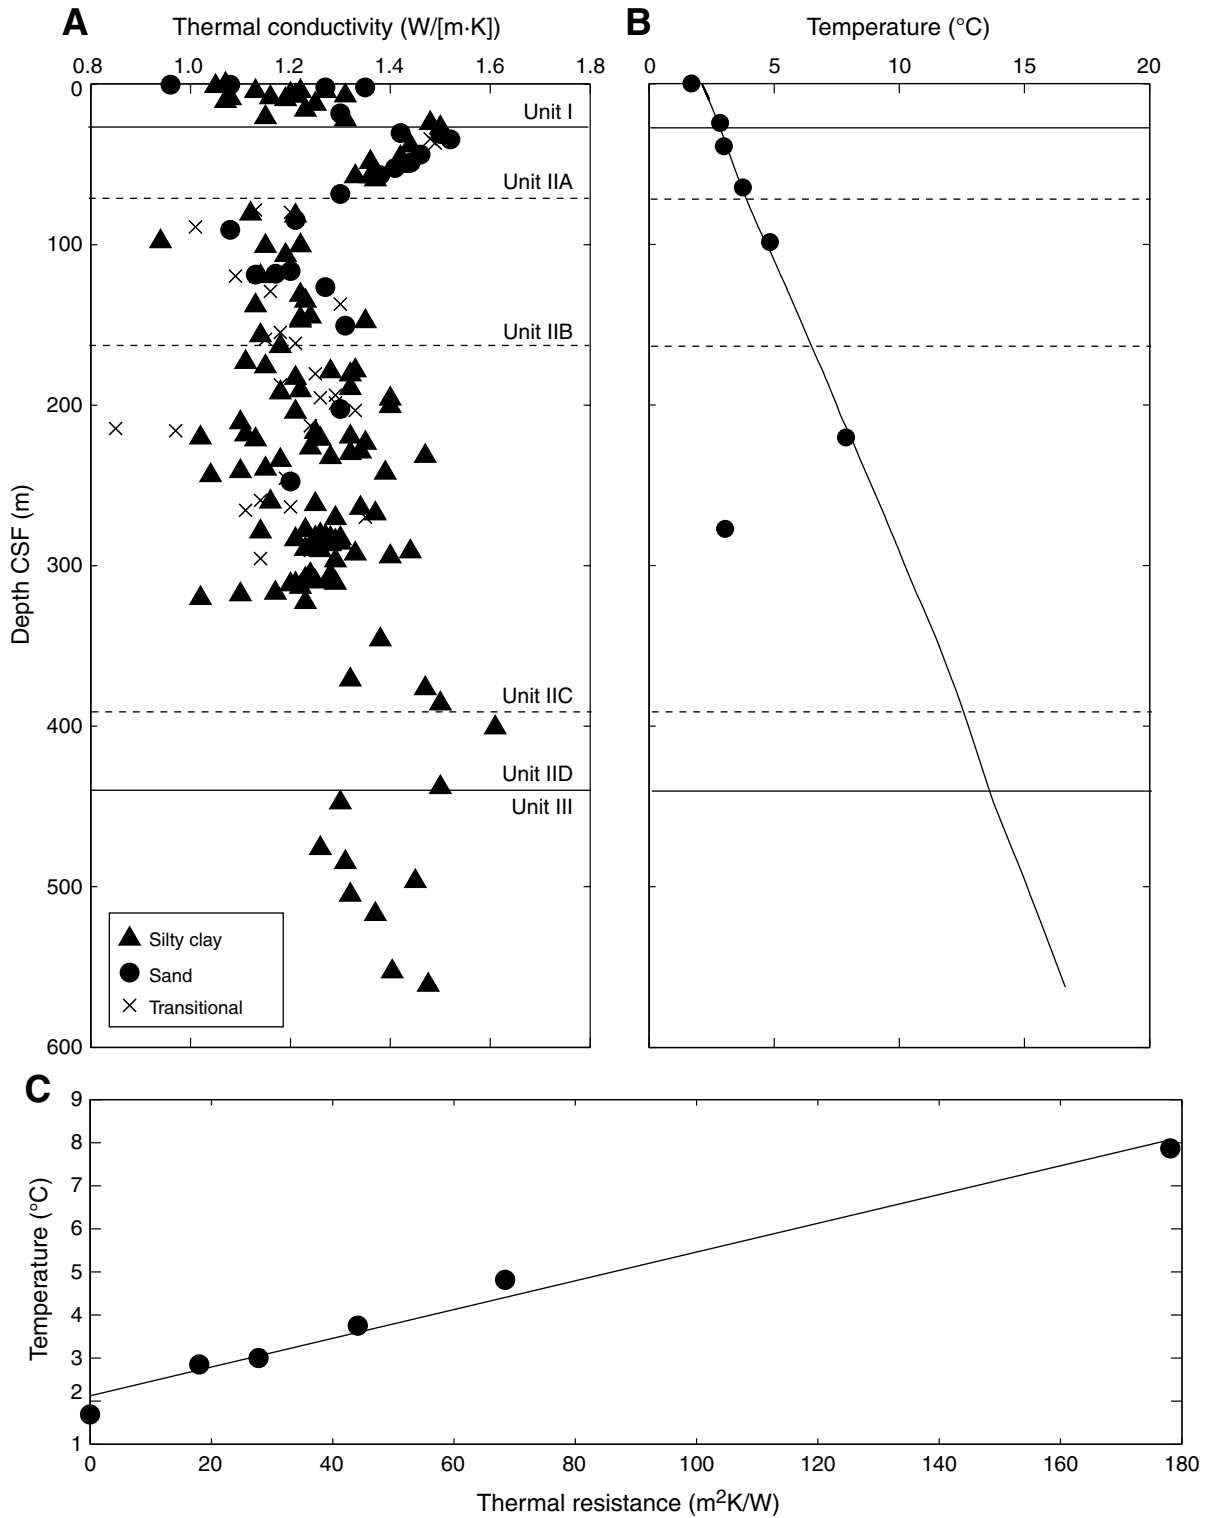 A
Thermal conductivity (W/[m·K])
0.8 1.0 1.2 1.4 1.6 1.8
0
100
200
300
400
500
600
Depth CSF (m)
Unit I
Unit IIA
Unit IIB
Unit IIC
Unit IID
Unit III
Silty clay
Sand
Transitional
B
Temperature (°C)
0 5 10 15 20
C
9
8
7
6
5
4
3
2
1
Temperature (°C)
0 20 40 60 80 100 120 140 160 180
Thermal resistance (m²K/W)